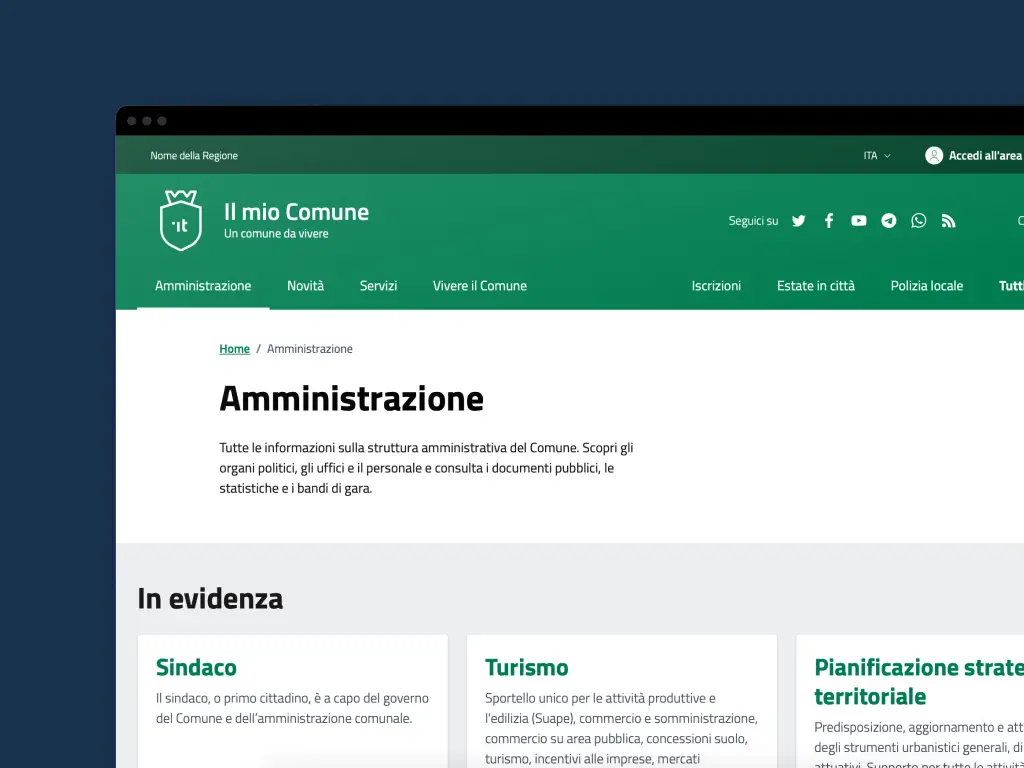 Nome della Regione
ITA
Accedi all'area
·ıt
Il mio Comune
Un comune da vivere
Seguici su
Amministrazione
Novità
Servizi
Vivere il Comune
Iscrizioni
Estate in città
Polizia locale
Tutti
Home / Amministrazione
Amministrazione
Tutte le informazioni sulla struttura amministrativa del Comune. Scopri gli
organi politici, gli uffici e il personale e consulta i documenti pubblici, le
statistiche e i bandi di gara.
In evidenza
Sindaco
Il sindaco, o primo cittadino, è a capo del governo
del Comune e dell’amministrazione comunale.
Turismo
Sportello unico per le attività produttive e
l'edilizia (Suape), commercio e somministrazione,
commercio su area pubblica, concessioni suolo,
turismo, incentivi alle imprese, mercati
Pianificazione strate
territoriale
Predisposizione, aggiornamento e att
degli strumenti urbanistici generali, di
attuativi. Supporto per tutte le attività